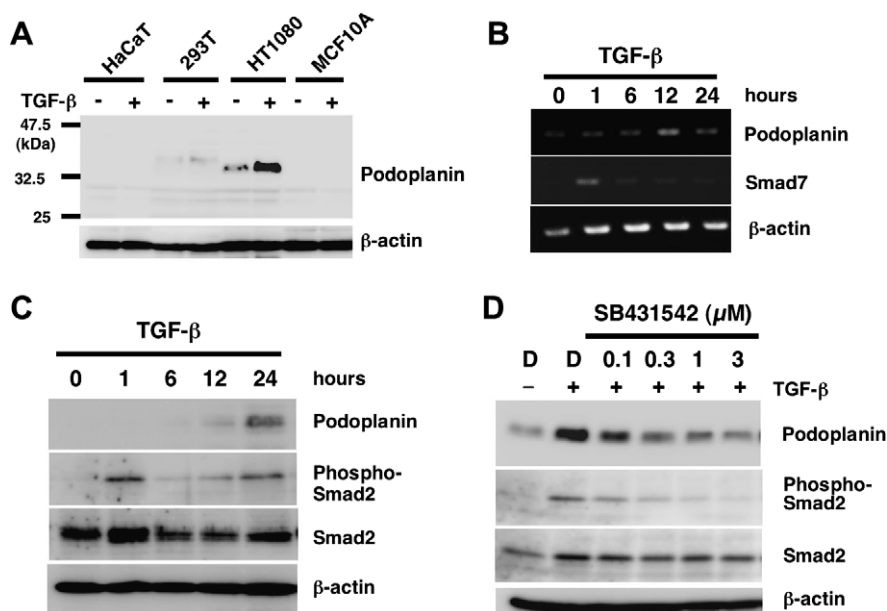 A
HaCaT 293T HT1080 MCF10A
TGF-β - + - + - + - +
47.5
(kDa)
32.5
25
Podoplanin
β-actin
B
TGF-β
0 1 6 12 24 hours
Podoplanin
Smad7
β-actin
C
TGF-β
0 1 6 12 24 hours
Podoplanin
Phospho-
Smad2
Smad2
β-actin
D
SB431542 (μM)
D D 0.1 0.3 1 3
– + + + + + TGF-β
Podoplanin
Phospho-
Smad2
Smad2
β-actin